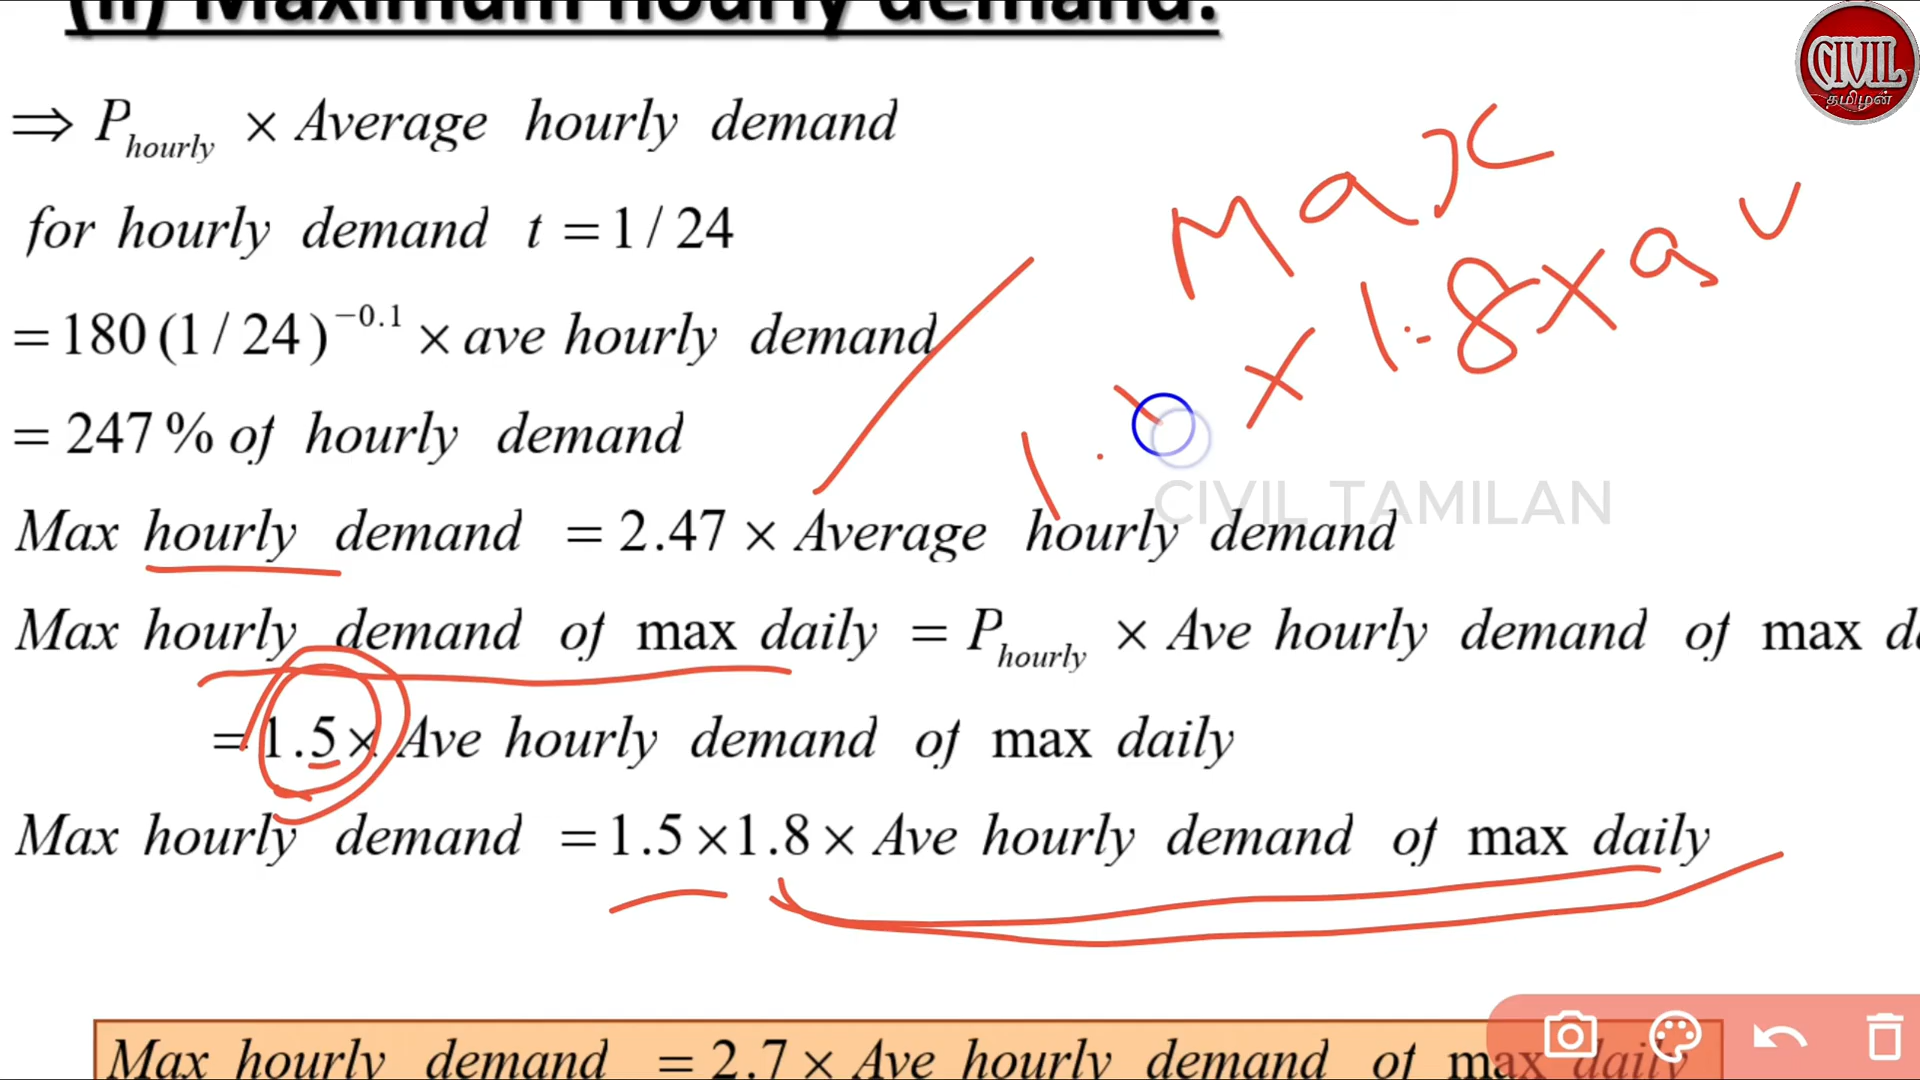 (ii) Maximum hourly demand:
CIVIL
தமிழன்
⇒ P_hourly × Average hourly demand
for hourly demand t = 1 / 24
= 180 (1 / 24)^−0.1 × ave hourly demand
= 247 % of hourly demand
Max
× 1.8 × av
CIVIL TAMILAN
Max hourly demand = 2.47 × Average hourly demand
Max hourly demand of max daily = P_hourly × Ave hourly demand of max
= 1.5 × Ave hourly demand of max daily
Max hourly demand = 1.5 × 1.8 × Ave hourly demand of max daily
Max hourly demand = 2.7 × Ave hourly demand of max daily